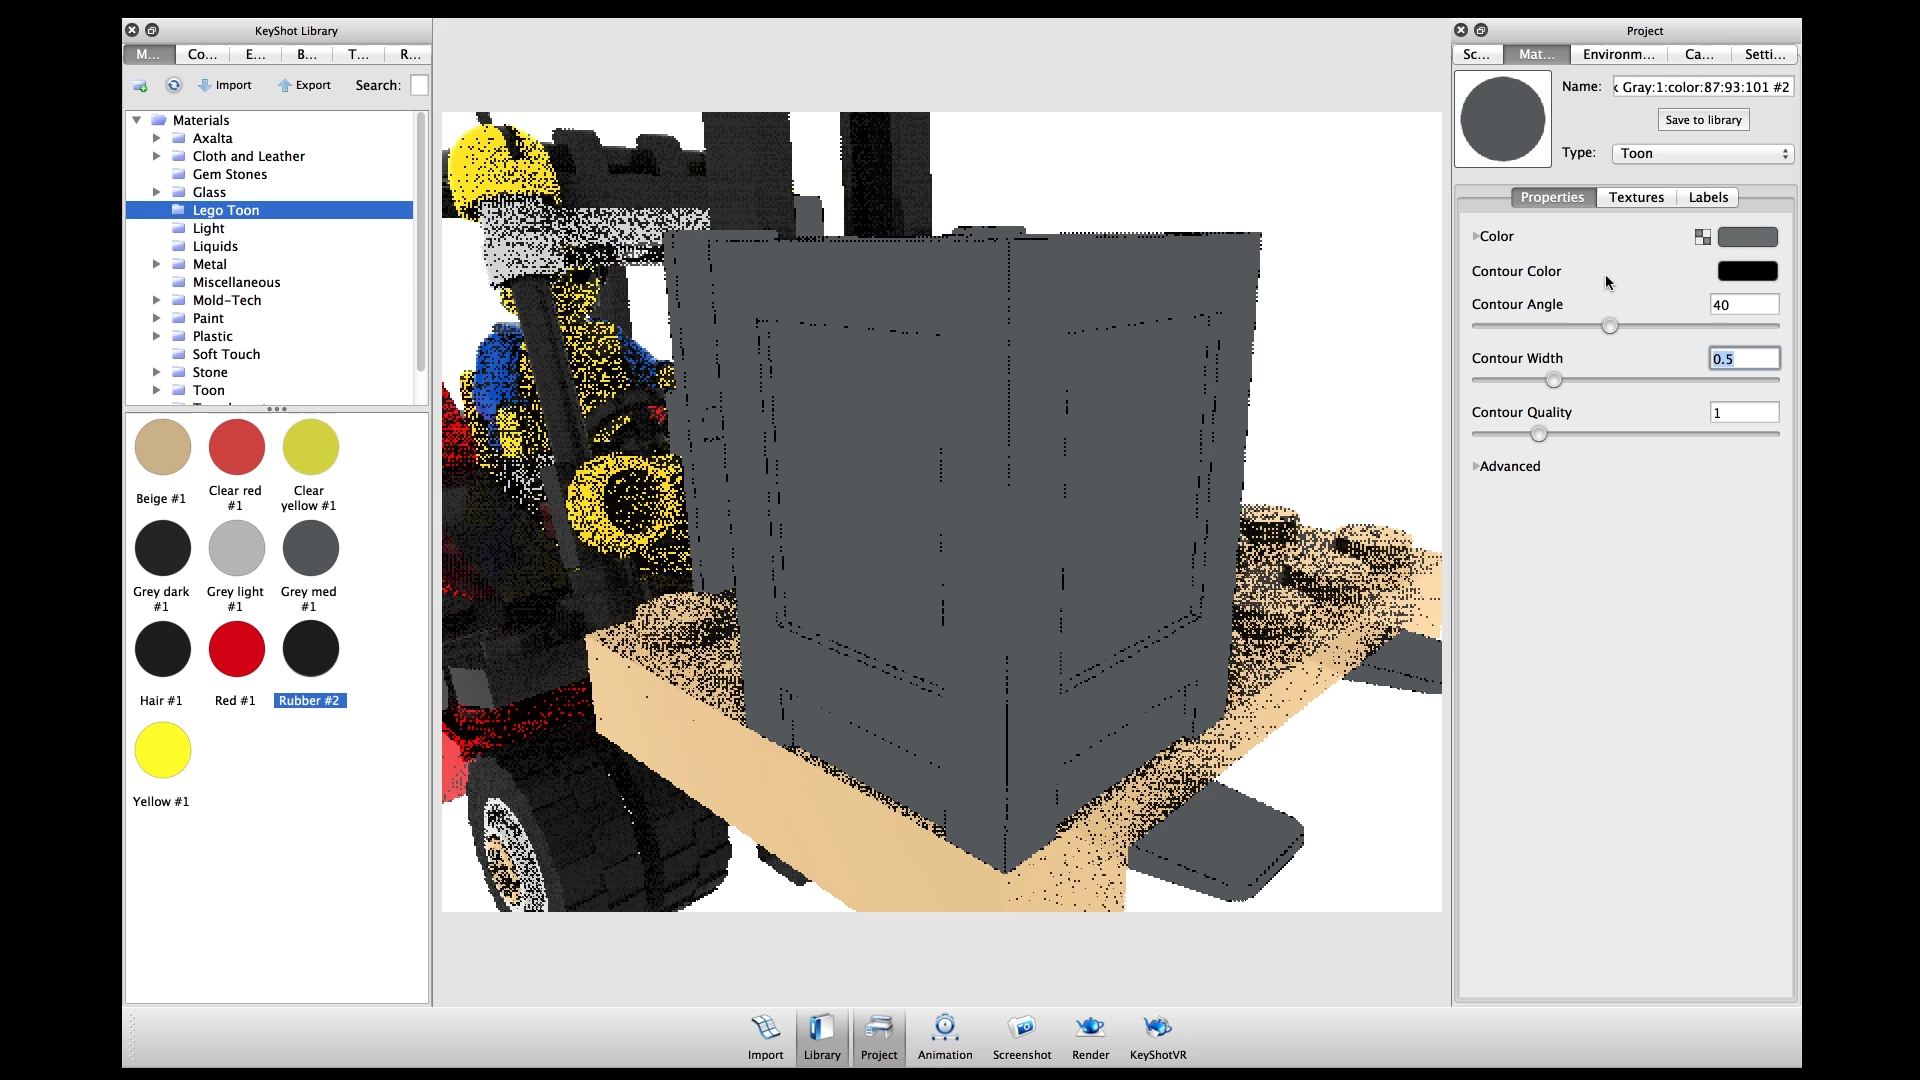 KeyShot Library
M...
Co...
E...
B...
T...
R...
Import
Export
Search:
Materials
Axalta
Cloth and Leather
Gem Stones
Glass
Lego Toon
Light
Liquids
Metal
Miscellaneous
Mold-Tech
Paint
Plastic
Soft Touch
Stone
Toon
Beige #1
Clear red
#1
Clear
yellow #1
Grey dark
#1
Grey light
#1
Grey med
#1
Hair #1
Red #1
Rubber #2
Yellow #1
Project
Sc...
Mat...
Environm...
Ca...
Setti...
Name:
Gray:1:color:87:93:101 #2
Save to library
Type:
Toon
Properties
Textures
Labels
Color
Contour Color
Contour Angle
40
Contour Width
0.5
Contour Quality
1
Advanced
Import
Library
Project
Animation
Screenshot
Render
KeyShotVR